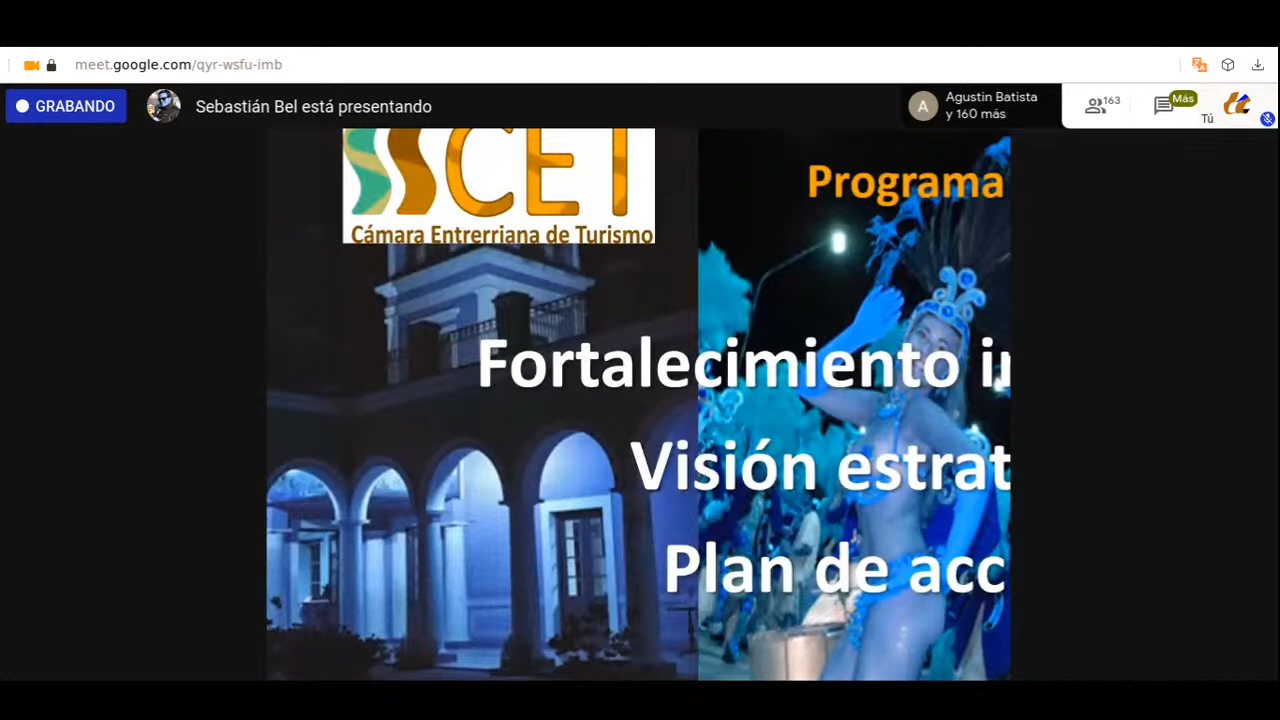 meet.google.com/qyr-wsfu-imb
GRABANDO
Sebastián Bel está presentando
A
Agustin Batista
y 160 más
163
Más
Tú
CET
Cámara Entrerriana de Turismo
Programa
Fortalecimiento in
Visión estrat
Plan de acc